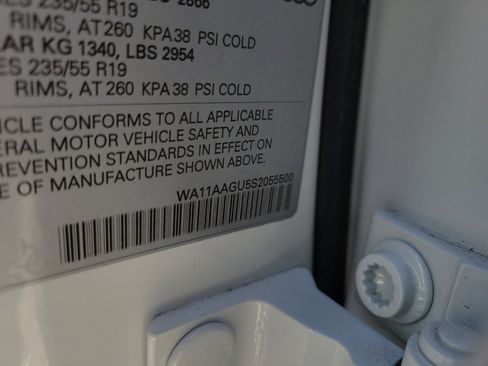 2866
ES 235/55 R19
RIMS, AT 260 KPA 38 PSI COLD
AR KG 1340, LBS 2954
ES 235/55 R19
RIMS, AT 260 KPA 38 PSI COLD
ICLE CONFORMS TO ALL APPLICABLE
ERAL MOTOR VEHICLE SAFETY AND
REVENTION STANDARDS IN EFFECT ON
E OF MANUFACTURE SHOWN ABOVE.
WA11AAGU5S2055500